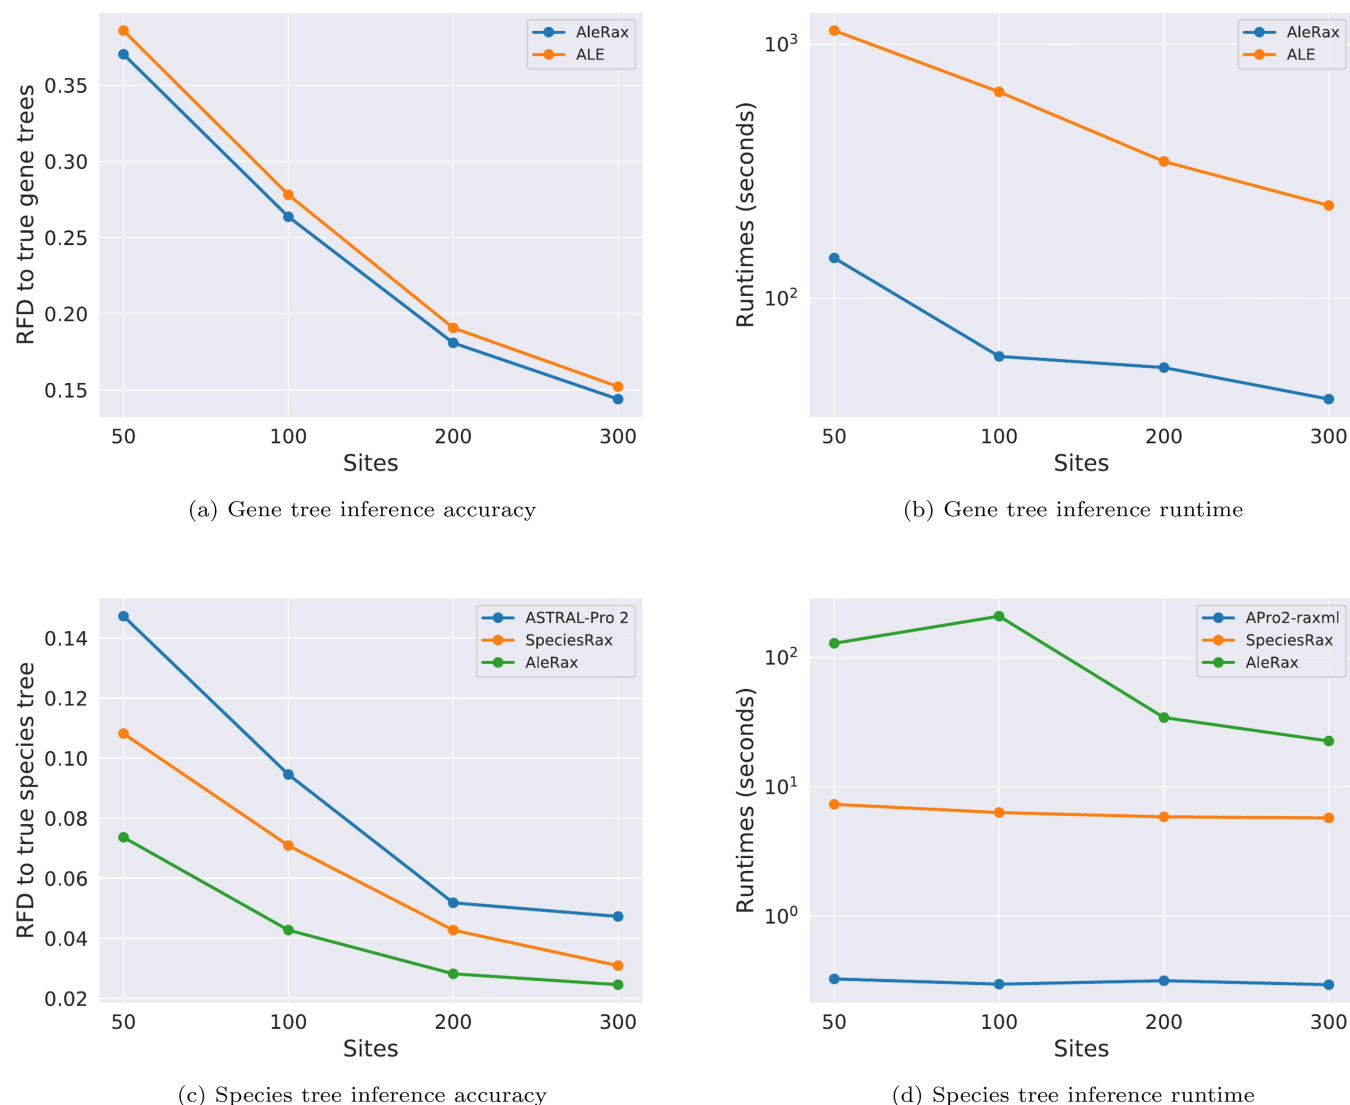 AleRax
ALE
0.35
0.30
0.25
0.20
0.15
RFD to true gene trees
50 100 200 300
Sites
(a) Gene tree inference accuracy
AleRax
ALE
10³
10²
Runtimes (seconds)
50 100 200 300
Sites
(b) Gene tree inference runtime
ASTRAL-Pro 2
SpeciesRax
AleRax
0.14
0.12
0.10
0.08
0.06
0.04
0.02
RFD to true species tree
50 100 200 300
Sites
(c) Species tree inference accuracy
APro2-raxml
SpeciesRax
AleRax
10²
10¹
10⁰
Runtimes (seconds)
50 100 200 300
Sites
(d) Species tree inference runtime